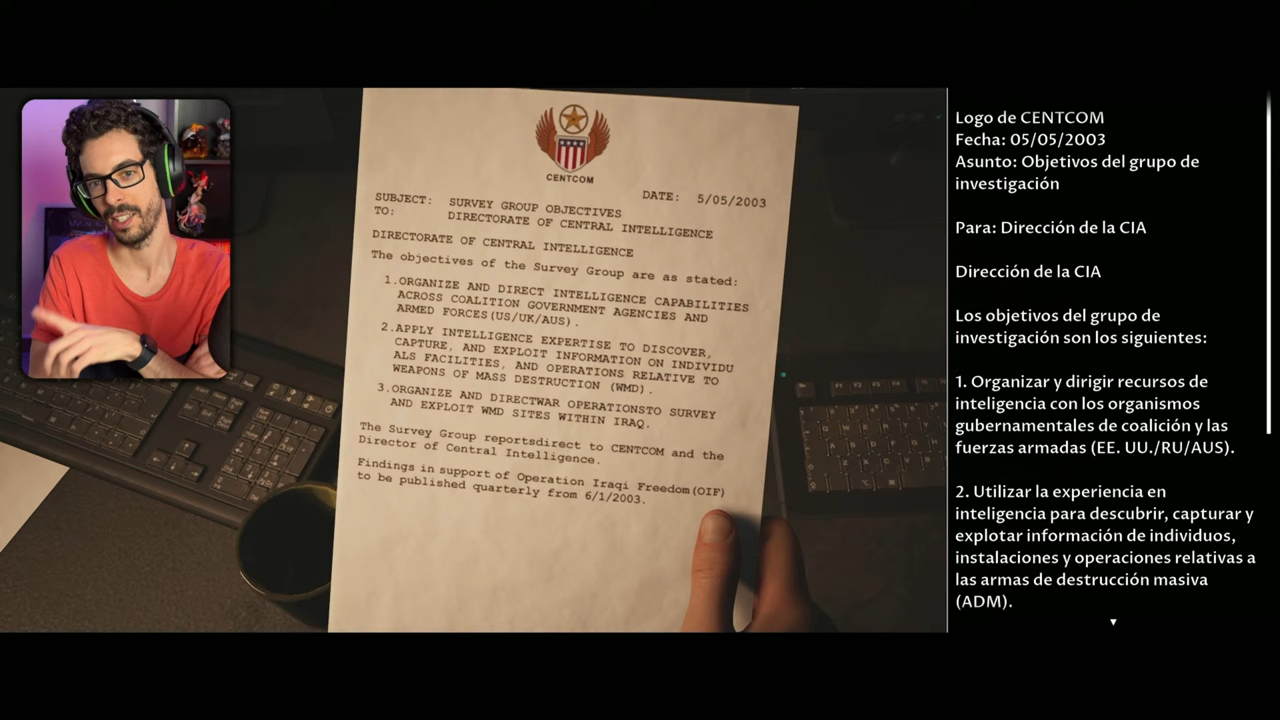 CENTCOM
DATE: 5/05/2003
SUBJECT: SURVEY GROUP OBJECTIVES
TO: DIRECTORATE OF CENTRAL INTELLIGENCE
DIRECTORATE OF CENTRAL INTELLIGENCE
The objectives of the Survey Group are as stated:
1.ORGANIZE AND DIRECT INTELLIGENCE CAPABILITIES
ACROSS COALITION GOVERNMENT AGENCIES AND
ARMED FORCES(US/UK/AUS).
2.APPLY INTELLIGENCE EXPERTISE TO DISCOVER,
CAPTURE, AND EXPLOIT INFORMATION ON INDIVIDU
ALS FACILITIES, AND OPERATIONS RELATIVE TO
WEAPONS OF MASS DESTRUCTION (WMD).
3.ORGANIZE AND DIRECTWAR OPERATIONSTO SURVEY
AND EXPLOIT WMD SITES WITHIN IRAQ.
The Survey Group reportsdirect to CENTCOM and the
Director of Central Intelligence.
Findings in support of Operation Iraqi Freedom(OIF)
to be published quarterly from 6/1/2003.
Logo de CENTCOM
Fecha: 05/05/2003
Asunto: Objetivos del grupo de
investigación
Para: Dirección de la CIA
Dirección de la CIA
Los objetivos del grupo de
investigación son los siguientes:
1. Organizar y dirigir recursos de
inteligencia con los organismos
gubernamentales de coalición y las
fuerzas armadas (EE. UU./RU/AUS).
2. Utilizar la experiencia en
inteligencia para descubrir, capturar y
explotar información de individuos,
instalaciones y operaciones relativas a
las armas de destrucción masiva
(ADM).